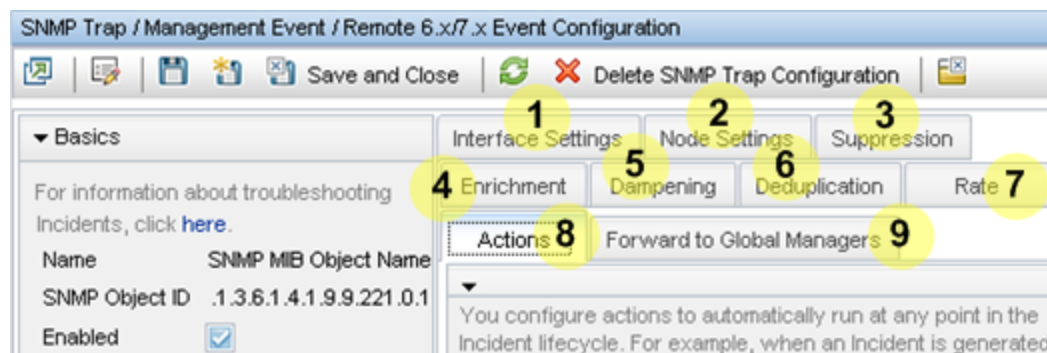 SNMP Trap / Management Event / Remote 6.x/7.x Event Configuration
Save and Close Delete SNMP Trap Configuration
Basics
For information about troubleshooting
Incidents, click here.
Name SNMP MIB Object Name
SNMP Object ID .1.3.6.1.4.1.9.9.221.0.1
Enabled
1 2 3
Interface Settings Node Settings Suppression
4 Enrichment 5 Dampening 6 Deduplication Rate 7
Actions 8 Forward to Global Managers 9
You configure actions to automatically run at any point in the
Incident lifecycle. For example, when an Incident is generated